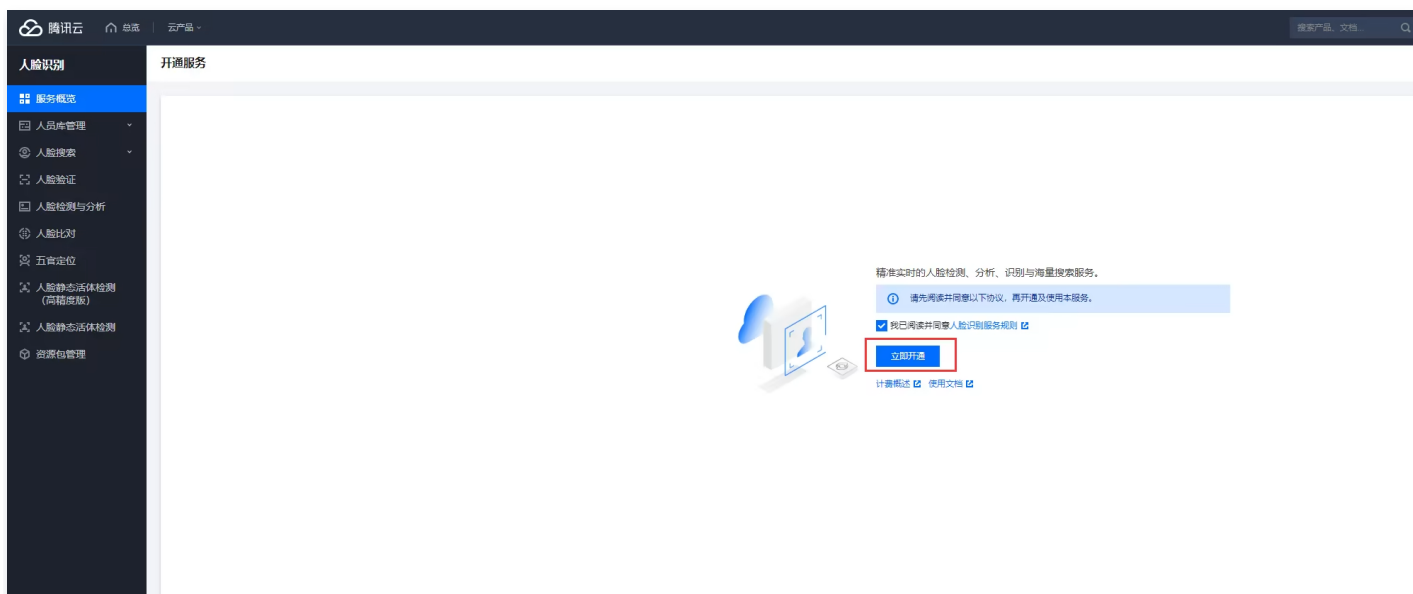 腾讯云 总览 云产品 搜索产品、文档...
人脸识别
开通服务
服务概览
人员库管理
人脸搜索
人脸验证
人脸检测与分析
人脸比对
五官定位
人脸静态活体检测
(高精度版)
人脸静态活体检测
资源包管理
精准实时的人脸检测、分析、识别与海量搜索服务。
请先阅读并同意以下协议，再开通及使用本服务。
我已阅读并同意人脸识别服务规则
立即开通
计费概述 使用文档